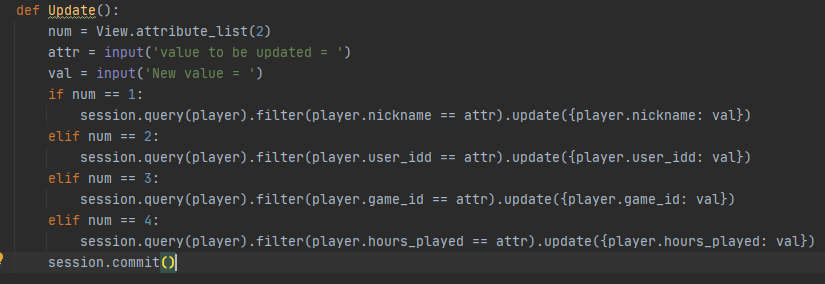 def Update():
    num = View.attribute_list(2)
    attr = input('value to be updated = ')
    val = input('New value = ')
    if num == 1:
        session.query(player).filter(player.nickname == attr).update({player.nickname: val})
    elif num == 2:
        session.query(player).filter(player.user_idd == attr).update({player.user_idd: val})
    elif num == 3:
        session.query(player).filter(player.game_id == attr).update({player.game_id: val})
    elif num == 4:
        session.query(player).filter(player.hours_played == attr).update({player.hours_played: val})
    session.commit()